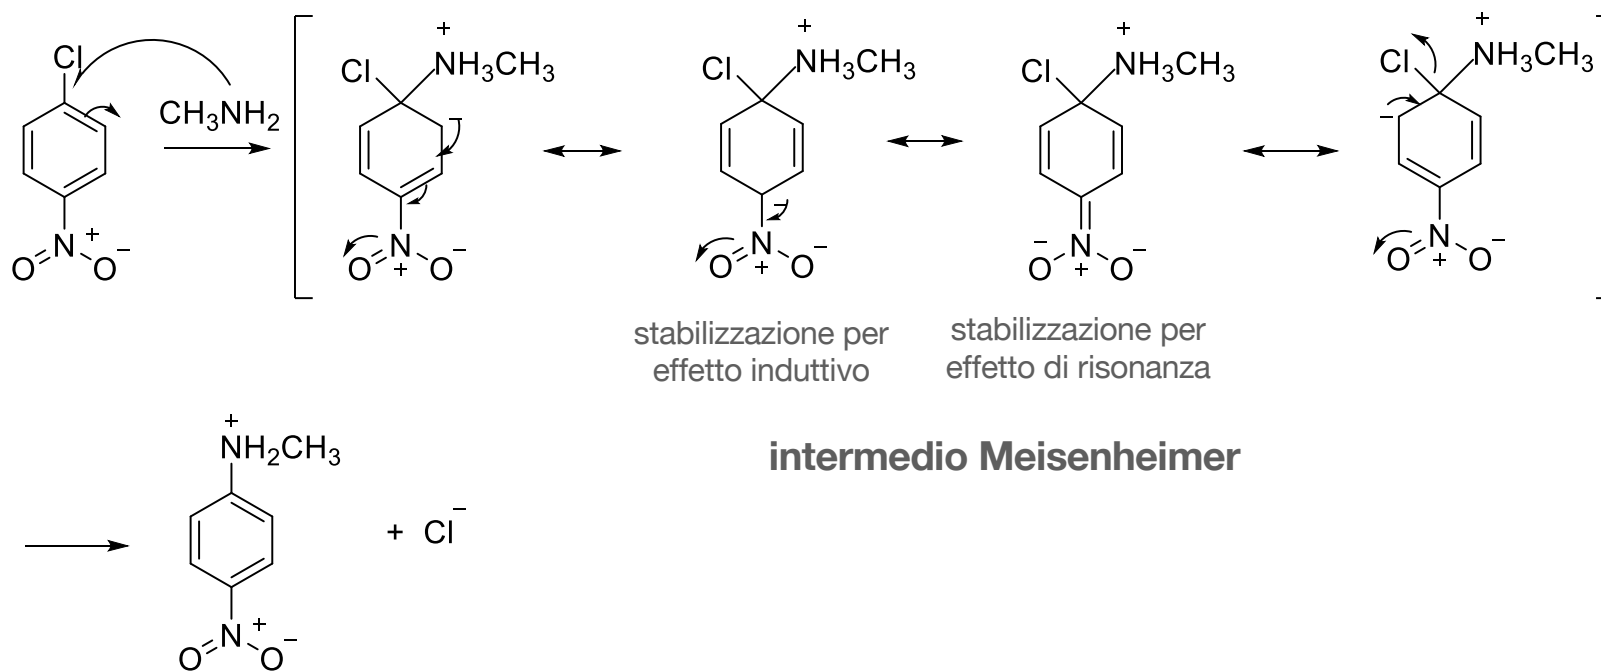 Cl
CH3NH2
N
+
O
O
−
Cl
+
NH3CH3
−
N
+
O
O
−
Cl
+
NH3CH3
−
N
+
O
O
−
Cl
+
NH3CH3
N
+
−
O
O
−
Cl
+
NH3CH3
−
N
+
O
O
−
stabilizzazione per
effetto induttivo
stabilizzazione per
effetto di risonanza
intermedio Meisenheimer
+
NH2CH3
N
+
O
O
−
+ Cl−